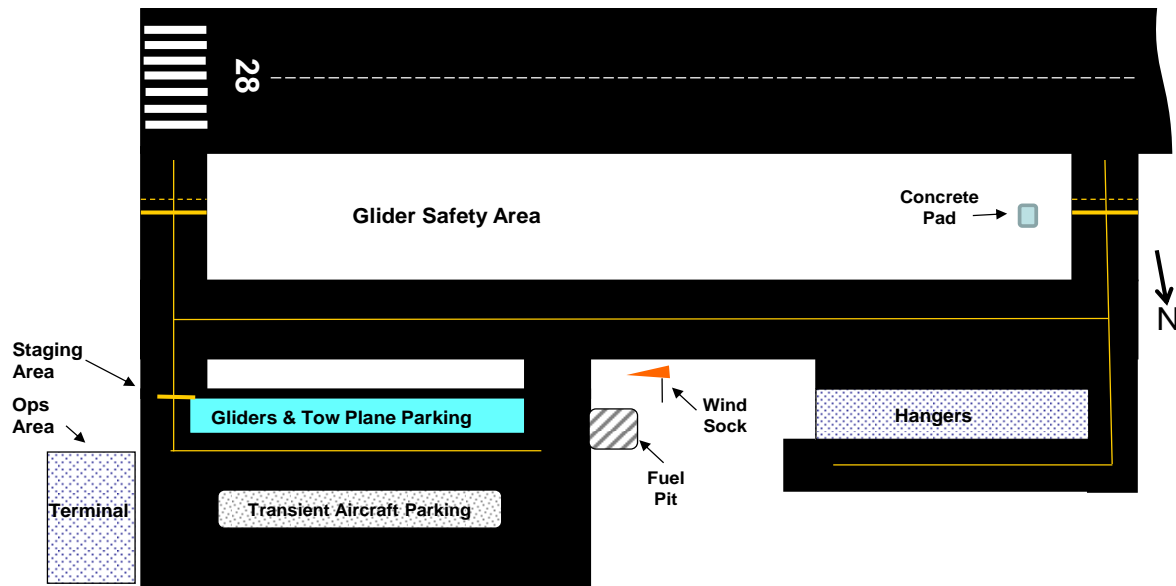 28
Glider Safety Area
Concrete
Pad
N
Staging
Area
Ops
Area
Gliders & Tow Plane Parking
Wind
Sock
Hangers
Fuel
Pit
Terminal
Transient Aircraft Parking